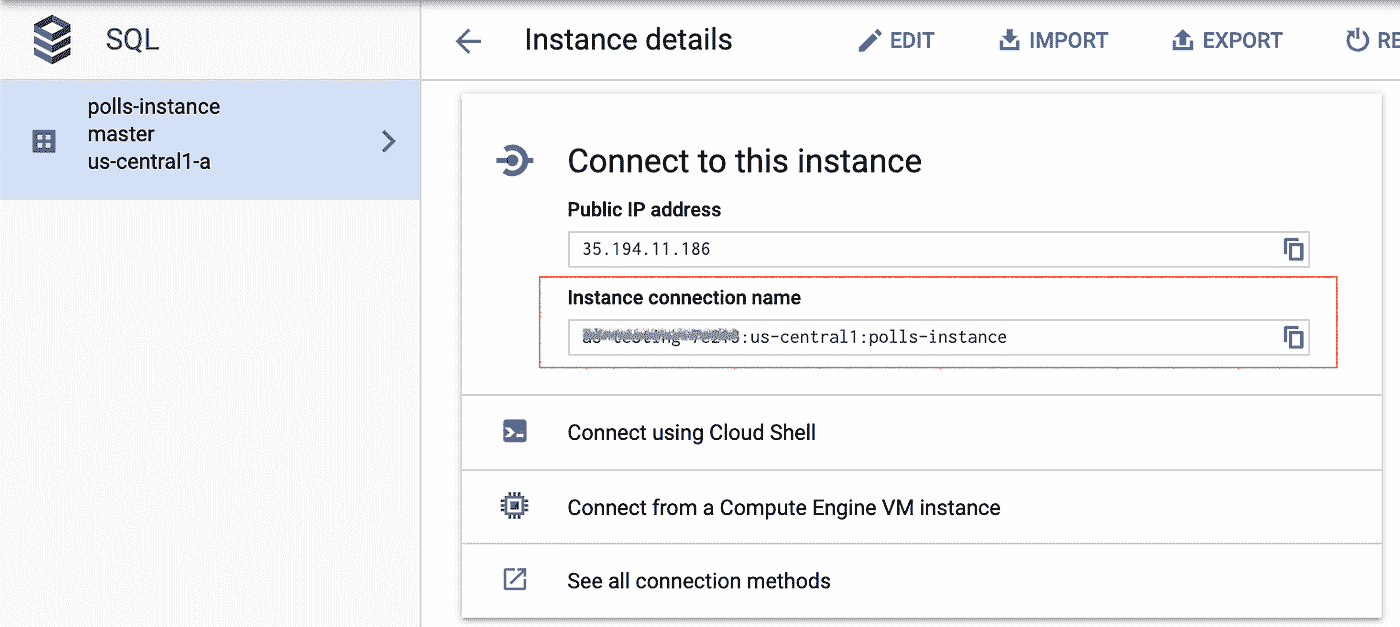 SQL
Instance details
EDIT
IMPORT
EXPORT
polls-instance
master
us-central1-a
Connect to this instance
Public IP address
35.194.11.186
Instance connection name
:us-central1:polls-instance
Connect using Cloud Shell
Connect from a Compute Engine VM instance
See all connection methods